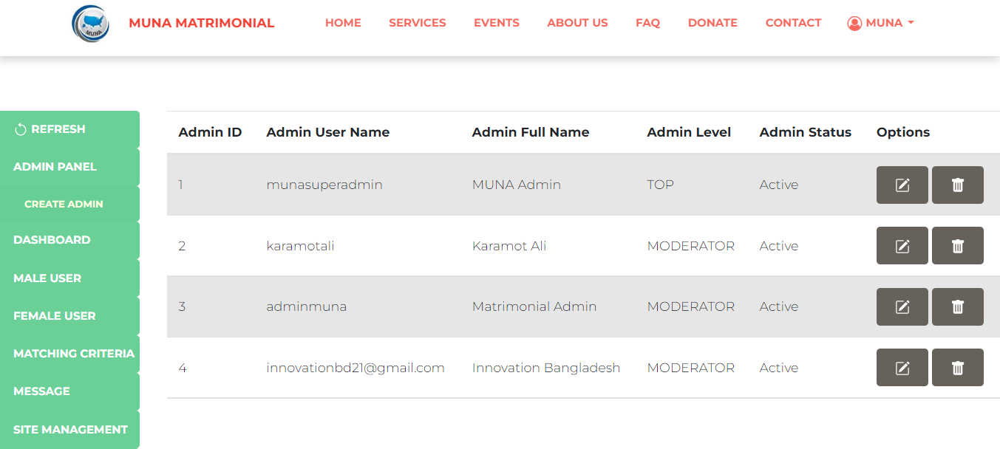 MUNA
MUNA MATRIMONIAL
HOME SERVICES EVENTS ABOUT US FAQ DONATE CONTACT MUNA
REFRESH
ADMIN PANEL
CREATE ADMIN
DASHBOARD
MALE USER
FEMALE USER
MATCHING CRITERIA
MESSAGE
SITE MANAGEMENT
Admin ID Admin User Name Admin Full Name Admin Level Admin Status Options
1 munasuperadmin MUNA Admin TOP Active
2 karamotali Karamot Ali MODERATOR Active
3 adminmuna Matrimonial Admin MODERATOR Active
4 innovationbd21@gmail.com Innovation Bangladesh MODERATOR Active